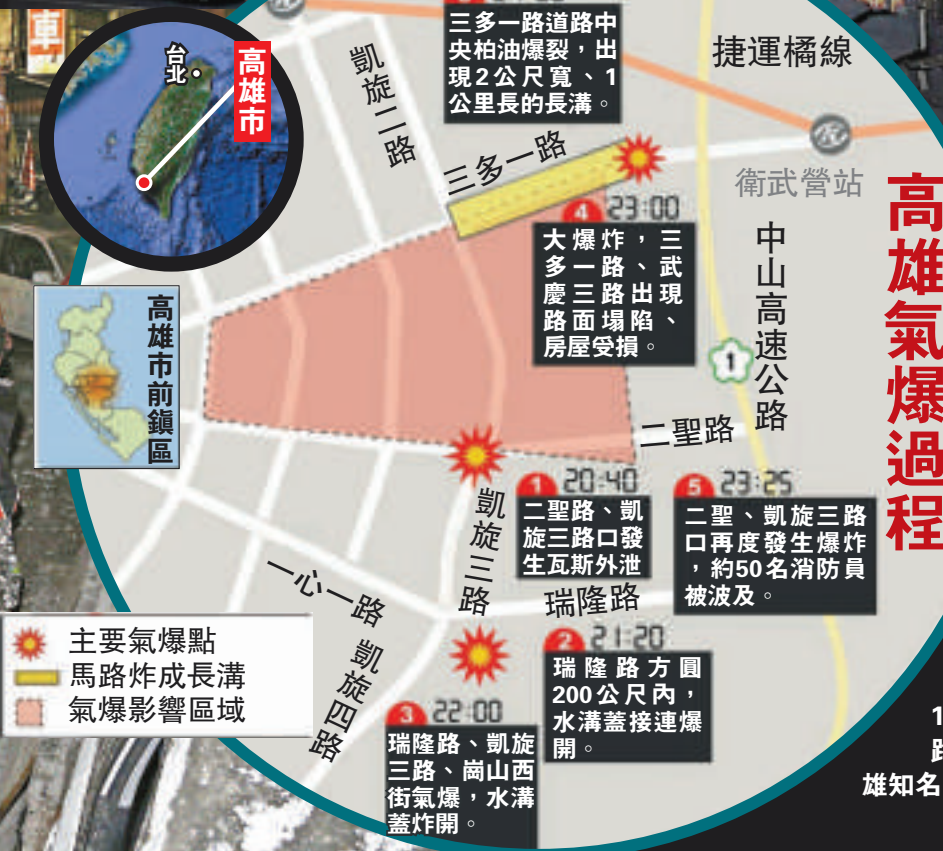 車
台北
高雄市
凱旋二路
三多一路道路中
央柏油爆裂，出
現2公尺寬、1
公里長的長溝。
捷運橘線
衛武營站
三多一路
高雄氣爆過程
4 23:00
大爆炸，三
多一路、武
慶三路出現
路面塌陷、
房屋受損。
中山高速公路
1
高雄市前鎮區
二聖路
1 20:40
二聖路、凱
旋三路口發
生瓦斯外泄
5 23:25
二聖、凱旋三路
口再度發生爆炸
，約50名消防員
被波及。
凱旋三路
一心一路
瑞隆路
凱旋四路
2 21:20
瑞隆路方圓
200公尺內，
水溝蓋接連爆
開。
3 22:00
瑞隆路、凱旋
三路、崗山西
街氣爆，水溝
蓋炸開。
主要氣爆點
馬路炸成長溝
氣爆影響區域
1
路
雄知名